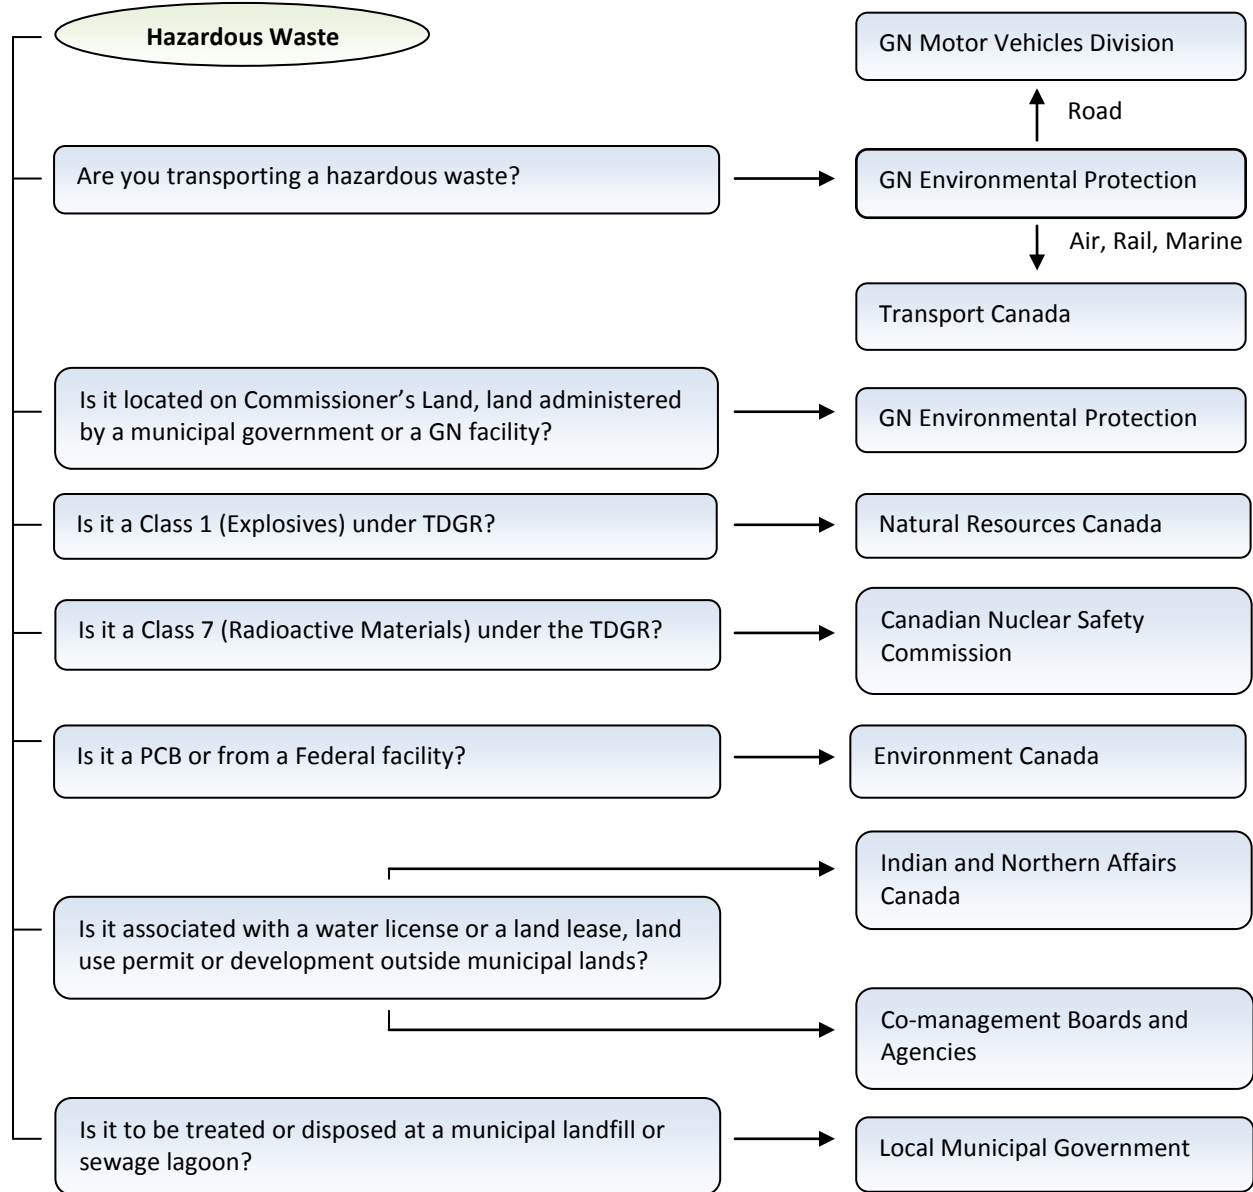 Hazardous Waste
GN Motor Vehicles Division
Road
Are you transporting a hazardous waste?
GN Environmental Protection
Air, Rail, Marine
Transport Canada
Is it located on Commissioner’s Land, land administered
by a municipal government or a GN facility?
GN Environmental Protection
Is it a Class 1 (Explosives) under TDGR?
Natural Resources Canada
Is it a Class 7 (Radioactive Materials) under the TDGR?
Canadian Nuclear Safety
Commission
Is it a PCB or from a Federal facility?
Environment Canada
Indian and Northern Affairs
Canada
Is it associated with a water license or a land lease, land
use permit or development outside municipal lands?
Co-management Boards and
Agencies
Is it to be treated or disposed at a municipal landfill or
sewage lagoon?
Local Municipal Government